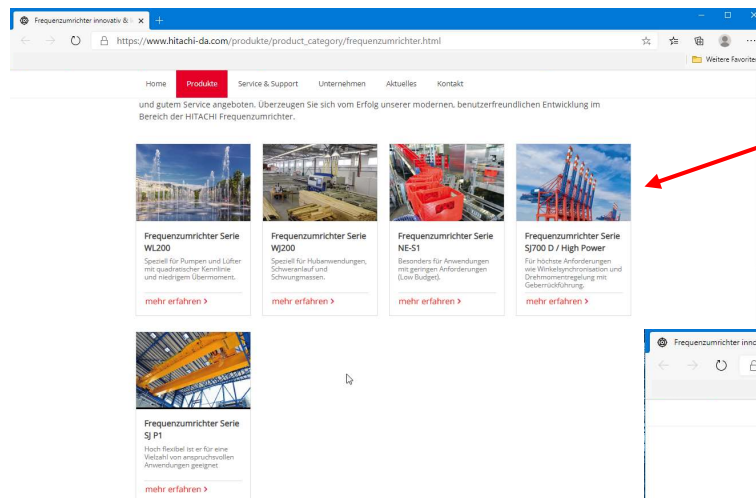 Frequenzumrichter innovativ &
https://www.hitachi-da.com/produkte/product_category/frequenzumrichter.html
Weitere Favoriten
Home Produkte Service & Support Unternehmen Aktuelles Kontakt
und gutem Service angeboten. Überzeugen Sie sich vom Erfolg unserer modernen, benutzerfreundlichen Entwicklung im
Bereich der HITACHI Frequenzumrichter.
Frequenzumrichter Serie
WL200
Speziell für Pumpen und Lüfter
mit quadratischer Kennlinie
und niedrigem Übermoment.
mehr erfahren >
Frequenzumrichter Serie
WJ200
Speziell für Hubanwendungen,
Schweranlauf und
Schwungmassen.
mehr erfahren >
Frequenzumrichter Serie
NE-S1
Besonders für Anwendungen
mit geringen Anforderungen
(Low Budget).
mehr erfahren >
Frequenzumrichter Serie
SJ700 D / High Power
Für höchste Anforderungen
wie Winkelsynchronisation und
Drehmomentregelung mit
Geberrückführung.
mehr erfahren >
Frequenzumrichter Serie
SJ P1
Hoch flexibel ist er für eine
Vielzahl von anspruchsvollen
Anwendungen geeignet
mehr erfahren >
Frequenzumrichter inno